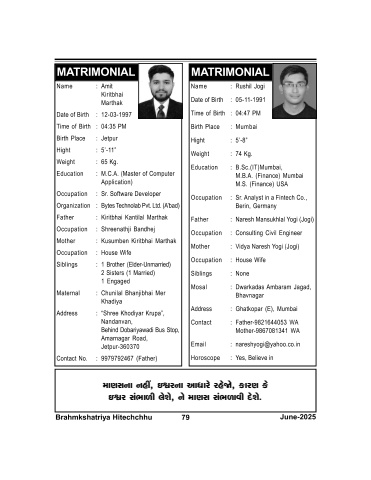 MATRIMONIAL
Name : Amit
Kiritbhai
Marthak
Date of Birth : 12-03-1997
Time of Birth : 04:35 PM
Birth Place : Jetpur
Hight : 5'-11"
Weight : 65 Kg.
Education : M.C.A. (Master of Computer
Application)
Occupation : Sr. Software Developer
Organization : Bytes Technolab Pvt. Ltd. (A'bad)
Father : Kiritbhai Kantilal Marthak
Occupation : Shreenathji Bandhej
Mother : Kusumben Kiritbhai Marthak
Occupation : House Wife
Siblings : 1 Brother (Elder-Unmarried)
2 Sisters (1 Married)
1 Engaged
Maternal : Chunilal Bhanjibhai Mer
Khadiya
Address : "Shree Khodiyar Krupa",
Nandanvan,
Behind Dobariyawadi Bus Stop,
Amarnagar Road,
Jetpur-360370
Contact No. : 9979792467 (Father)
MATRIMONIAL
Name : Rushil Jogi
Date of Birth : 05-11-1991
Time of Birth : 04:47 PM
Birth Place : Mumbai
Hight : 5'-8"
Weight : 74 Kg.
Education : B.Sc.(IT)Mumbai,
M.B.A. (Finance) Mumbai
M.S. (Finance) USA
Occupation : Sr. Analyst in a Fintech Co.,
Berin, Germany
Father : Naresh Mansukhlal Yogi (Jogi)
Occupation : Consulting Civil Engineer
Mother : Vidya Naresh Yogi (Jogi)
Occupation : House Wife
Siblings : None
Mosal : Dwarkadas Ambaram Jagad,
Bhavnagar
Address : Ghatkopar (E), Mumbai
Contact : Father-9821644053 WA
Mother-9867081341 WA
Email : nareshyogi@yahoo.co.in
Horoscope : Yes, Believe in
માણસના નહીં, ઇશ્વરના આધારે રહેજો, કારણ કે
ઇશ્વર સંભાળી લેશે, ને માણસ સંભળાવી દેશે.
Brahmkshatriya Hitechchhu 79 June-2025